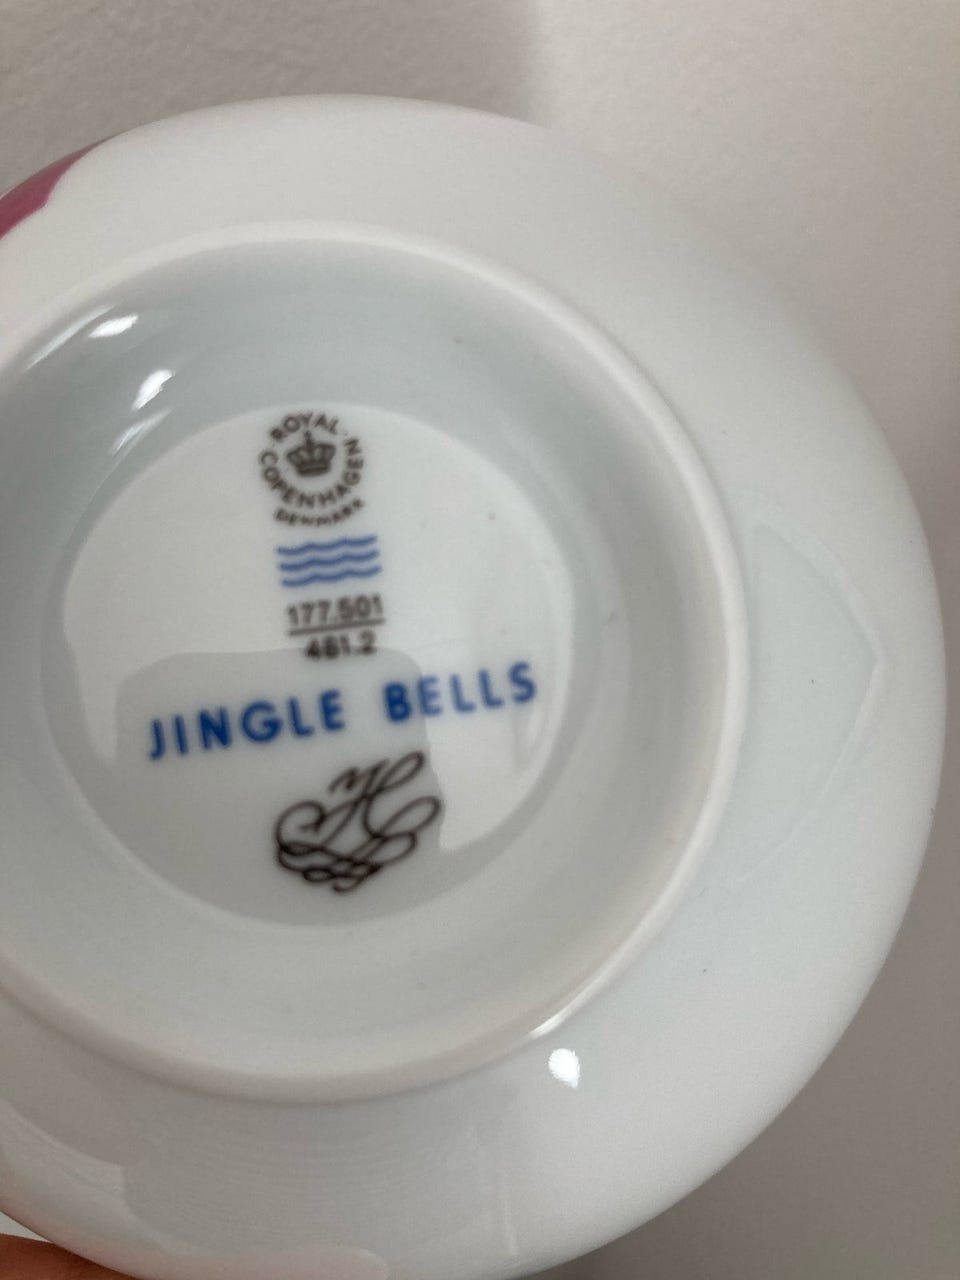 ROYAL
COPENHAGEN
DENMARK
177.501
481.2
JINGLE BELLS